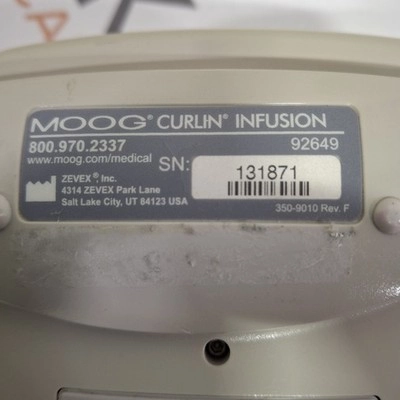 MOOG® CURLIN® INFUSION
800.970.2337
92649
www.moog.com/medical
SN:
131871
ZEVEX®, Inc.
4314 ZEVEX Park Lane
Salt Lake City, UT 84123 USA
350-9010 Rev. F